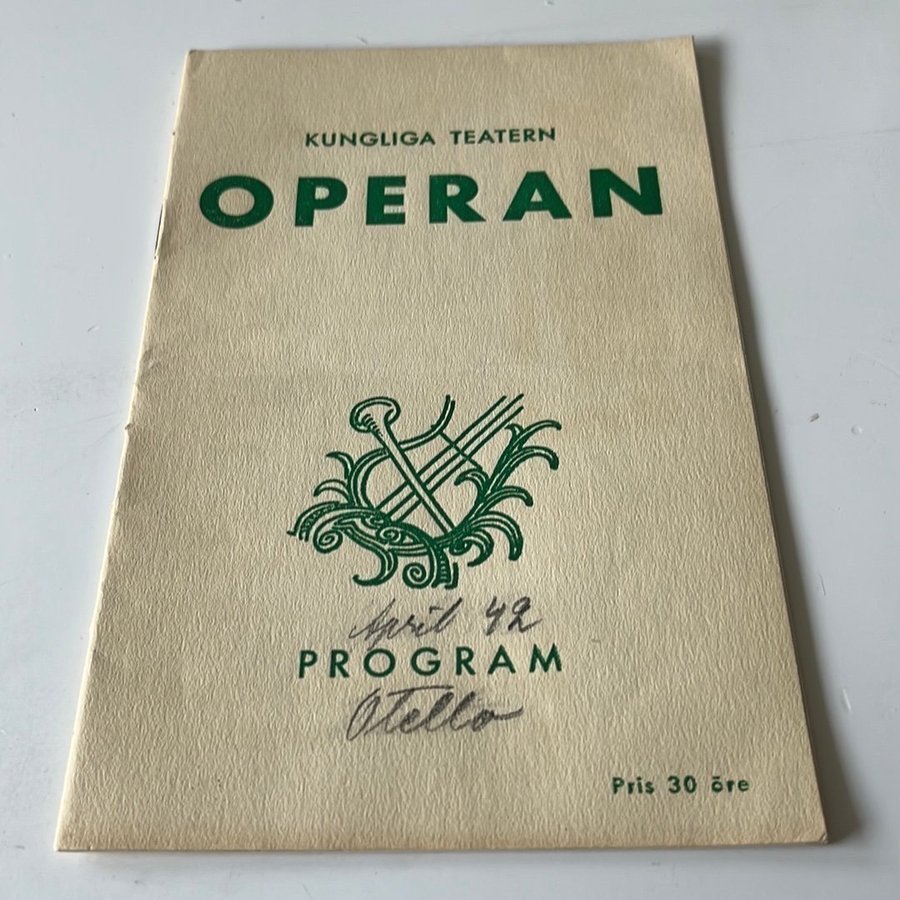 KUNGLIGA TEATERN
OPERAN
April 42
PROGRAM
Otello
Pris 30 öre